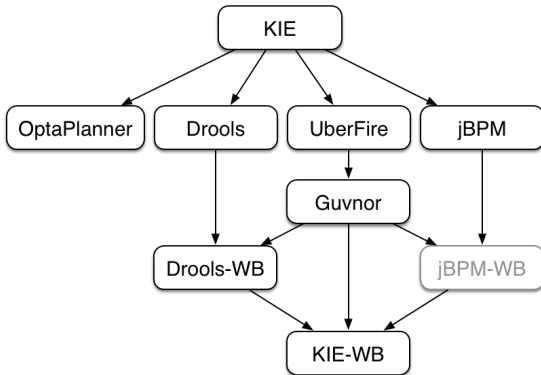 KIE
OptaPlanner
Drools
UberFire
jBPM
Guvnor
Drools-WB
jBPM-WB
KIE-WB